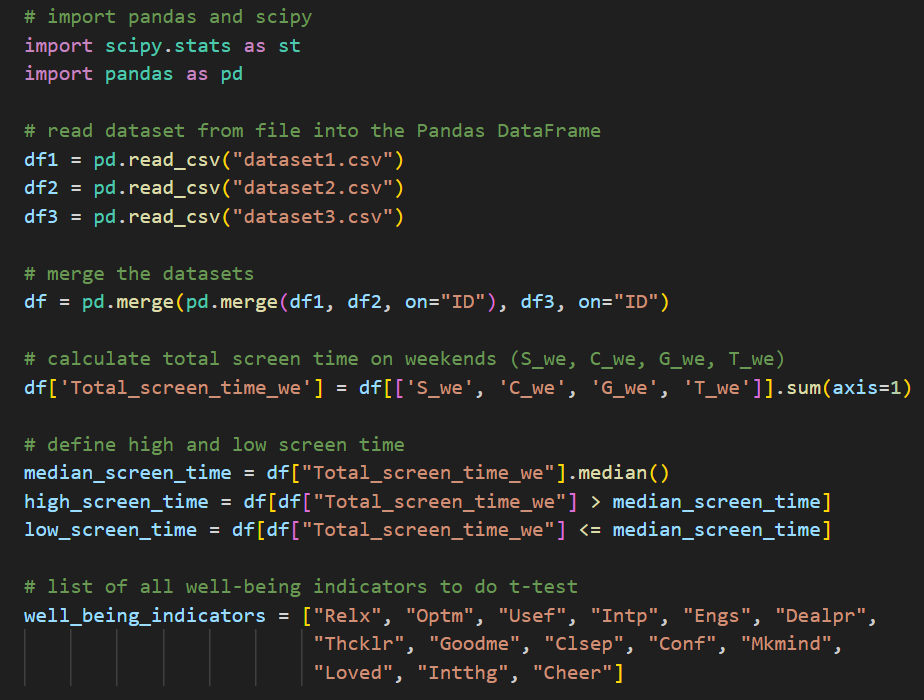 # import pandas and scipy
import scipy.stats as st
import pandas as pd
# read dataset from file into the Pandas DataFrame
df1 = pd.read_csv("dataset1.csv")
df2 = pd.read_csv("dataset2.csv")
df3 = pd.read_csv("dataset3.csv")
# merge the datasets
df = pd.merge(pd.merge(df1, df2, on="ID"), df3, on="ID")
# calculate total screen time on weekends (S_we, C_we, G_we, T_we)
df['Total_screen_time_we'] = df[['S_we', 'C_we', 'G_we', 'T_we']].sum(axis=1)
# define high and low screen time
median_screen_time = df["Total_screen_time_we"].median()
high_screen_time = df[df["Total_screen_time_we"] > median_screen_time]
low_screen_time = df[df["Total_screen_time_we"] <= median_screen_time]
# list of all well-being indicators to do t-test
well_being_indicators = ["Relx", "Optm", "Usef", "Intp", "Engs", "Dealpr",
"Thcklr", "Goodme", "Clsep", "Conf", "Mkmind",
"Loved", "Intthg", "Cheer"]